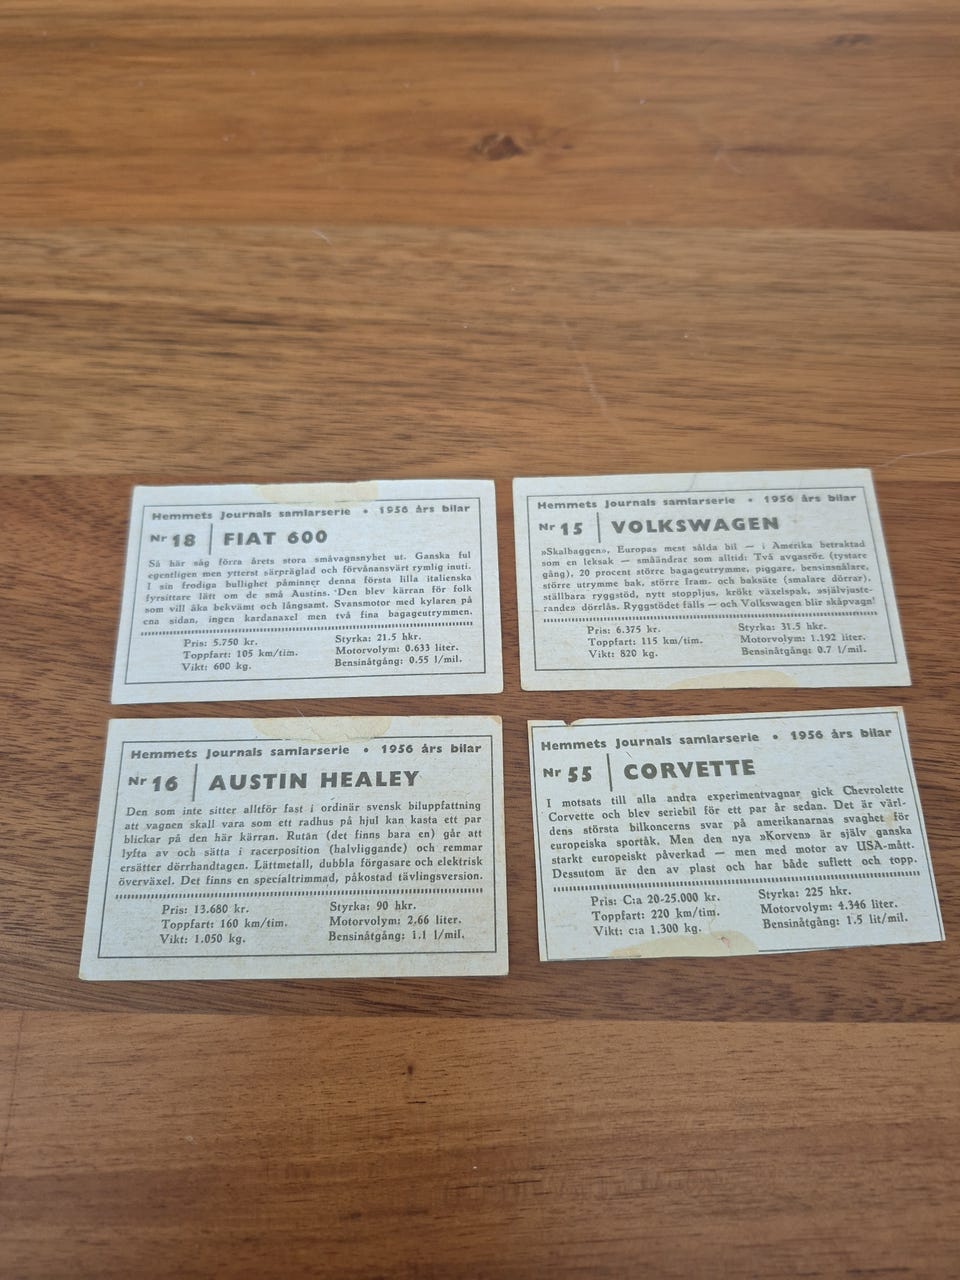 Hemmets Journals samlarserie • 1956 års bilar
Nr 18 FIAT 600
Så här såg förra årets stora småvagnsnyhet ut. Ganska ful
egentligen men ytterst särpräglad och förvånansvärt rymlig inuti.
I sin frodiga bullighet påminner denna första lilla italienska
fyrsittare lätt om de små Austins. Den blev kärran för folk
som vill åka bekvämt och långsamt. Svansmotor med kylaren på
ena sidan, ingen kardanaxel men två fina bagageutrymmen.
Pris: 5.750 kr.
Toppfart: 105 km/tim.
Vikt: 600 kg.
Styrka: 21.5 hkr.
Motorvolym: 0.633 liter.
Bensinåtgång: 0.55 l/mil.
Hemmets Journals samlarserie • 1956 års bilar
Nr 15 VOLKSWAGEN
»Skalbaggen», Europas mest sålda bil — i Amerika betraktad
som en leksak — småändrar som alltid: Två avgasrör (tystare
gång), 20 procent större bagageutrymme, piggare, bensinsnålare,
större utrymme bak, större fram- och baksäte (smalare dörrar),
ställbara ryggstöd, nytt stoppljus, krökt växelspak, »självjuste-
rande» dörrlås. Ryggstödet fälls — och Volkswagen blir skåpvagn!
Pris: 6.375 kr.
Toppfart: 115 km/tim.
Vikt: 820 kg.
Styrka: 31.5 hkr.
Motorvolym: 1.192 liter.
Bensinåtgång: 0.7 l/mil.
Hemmets Journals samlarserie • 1956 års bilar
Nr 16 AUSTIN HEALEY
Den som inte sitter alltför fast i ordinär svensk biluppfattning
att vagnen skall vara som ett radhus på hjul kan kasta ett par
blickar på den här kärran. Rutan (det finns bara en) går att
lyfta av och sätta i racerposition (halvliggande) och remmar
ersätter dörrhandtagen. Lättmetall, dubbla förgasare och elektrisk
överväxel. Det finns en specialtrimmad, påkostad tävlingsversion.
Pris: 13.680 kr.
Toppfart: 160 km/tim.
Vikt: 1.050 kg.
Styrka: 90 hkr.
Motorvolym: 2.66 liter.
Bensinåtgång: 1.1 l/mil.
Hemmets Journals samlarserie • 1956 års bilar
Nr 55 CORVETTE
I motsats till alla andra experimentvagnar gick Chevrolette
Corvette och blev seriebil för ett par år sedan. Det är värl-
dens största bilkoncerns svar på amerikanarnas svaghet för
europeiska sportåk. Men den nya »Korven» är själv ganska
starkt europeiskt påverkad — men med motor av USA-mått.
Dessutom är den av plast och har både suflett och topp.
Pris: C:a 20-25.000 kr.
Toppfart: 220 km/tim.
Vikt: c:a 1.300 kg.
Styrka: 225 hkr.
Motorvolym: 4.346 liter.
Bensinåtgång: 1.5 lit/mil.